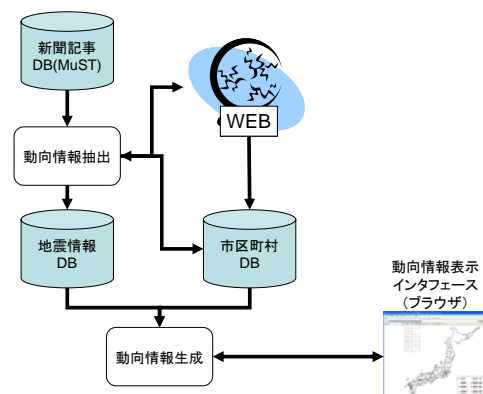 新聞記事
DB(MuST)
WEB
動向情報抽出
地震情報
DB
市区町村
DB
動向情報表示
インタフェース
（ブラウザ）
動向情報生成